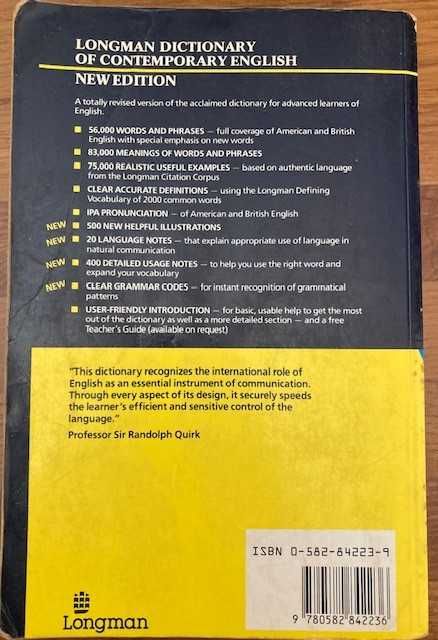 LONGMAN DICTIONARY
OF CONTEMPORARY ENGLISH
NEW EDITION
A totally revised version of the acclaimed dictionary for advanced learners of
English.
56,000 WORDS AND PHRASES — full coverage of American and British
English with special emphasis on new words
83,000 MEANINGS OF WORDS AND PHRASES
75,000 REALISTIC USEFUL EXAMPLES — based on authentic language
from the Longman Citation Corpus
CLEAR ACCURATE DEFINITIONS — using the Longman Defining
Vocabulary of 2000 common words
IPA PRONUNCIATION — of American and British English
NEW 500 NEW HELPFUL ILLUSTRATIONS
NEW 20 LANGUAGE NOTES — that explain appropriate use of language in
natural communication
NEW 400 DETAILED USAGE NOTES — to help you use the right word and
expand your vocabulary
NEW CLEAR GRAMMAR CODES — for instant recognition of grammatical
patterns
USER-FRIENDLY INTRODUCTION — for basic, usable help to get the most
out of the dictionary as well as a more detailed section — and a free
Teacher's Guide (available on request)
"This dictionary recognizes the international role of
English as an essential instrument of communication.
Through every aspect of its design, it securely speeds
the learner's efficient and sensitive control of the
language."
Professor Sir Randolph Quirk
ISBN 0-582-84223-9
9 780582 842236
Longman